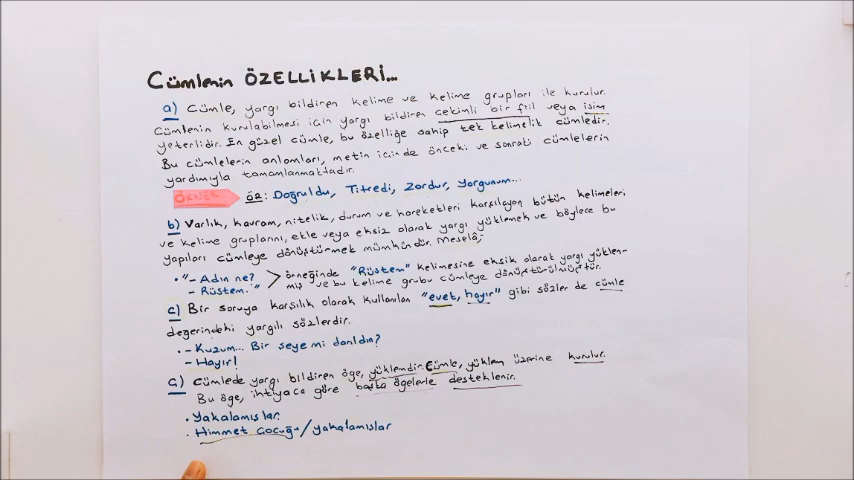 Cümlenin ÖZELLİKLERİ...
a) Cümle, yargı bildiren kelime ve kelime grupları ile kurulur.
Cümlenin kurulabilmesi için yargı bildiren çekimli bir fiil veya isim
yeterlidir. En güzel cümle, bu özelliğe sahip tek kelimelik cümledir.
Bu cümlelerin anlamları, metin içinde önceki ve sonraki cümlelerin
yardımıyla tamamlanmaktadır.
ÖRNEK ÖR: Doğruldu, Titredi, Zordur, Yorgunum...
b) Varlık, kavram, nitelik, durum ve hareketleri karşılayan bütün kelimeleri
ve kelime gruplarını, ekle veya eksiz olarak yargı yüklemek ve böylece bu
yapıları cümleye dönüştürmek mümkündür. Meselâ;
• "- Adın ne? > örneğinde "Rüstem" kelimesine eksik olarak yargı yüklen-
- Rüstem." miş ve bu kelime grubu cümleye dönüştürülmüştür.
c) Bir soruya karşılık olarak kullanılan "evet, hayır" gibi sözler de cümle
değerindeki yargılı sözlerdir.
• - Kuzum... Bir şeye mi darıldın?
- Hayır!
Ç) Cümlede yargı bildiren öge, yüklemdir. Cümle, yüklem üzerine kurulur.
Bu öge, ihtiyaca göre başka ögelerle desteklenir.
• Yakalamışlar.
• Himmet Çocuğu/yakalamışlar